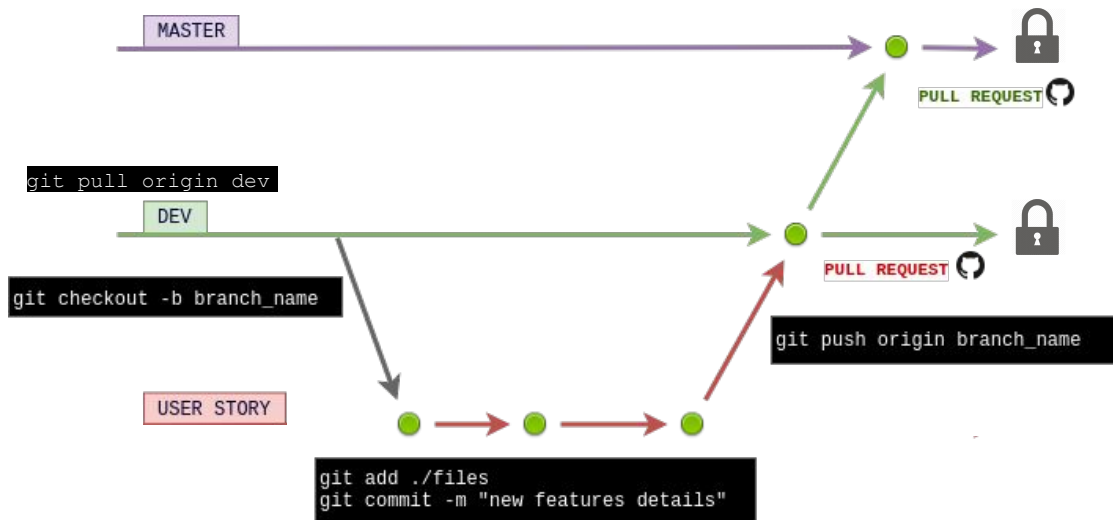 MASTER
PULL REQUEST
git pull origin dev
DEV
PULL REQUEST
git checkout -b branch_name
git push origin branch_name
USER STORY
git add ./files
git commit -m "new features details"